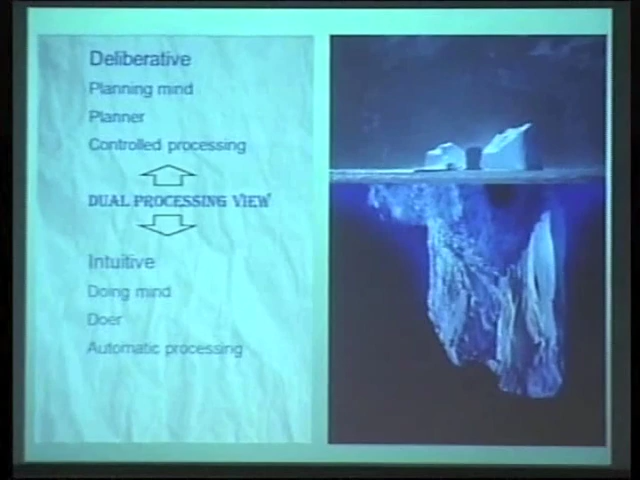 Deliberative
Planning mind
Planner
Controlled processing
DUAL PROCESSING VIEW
Intuitive
Doing mind
Doer
Automatic processing